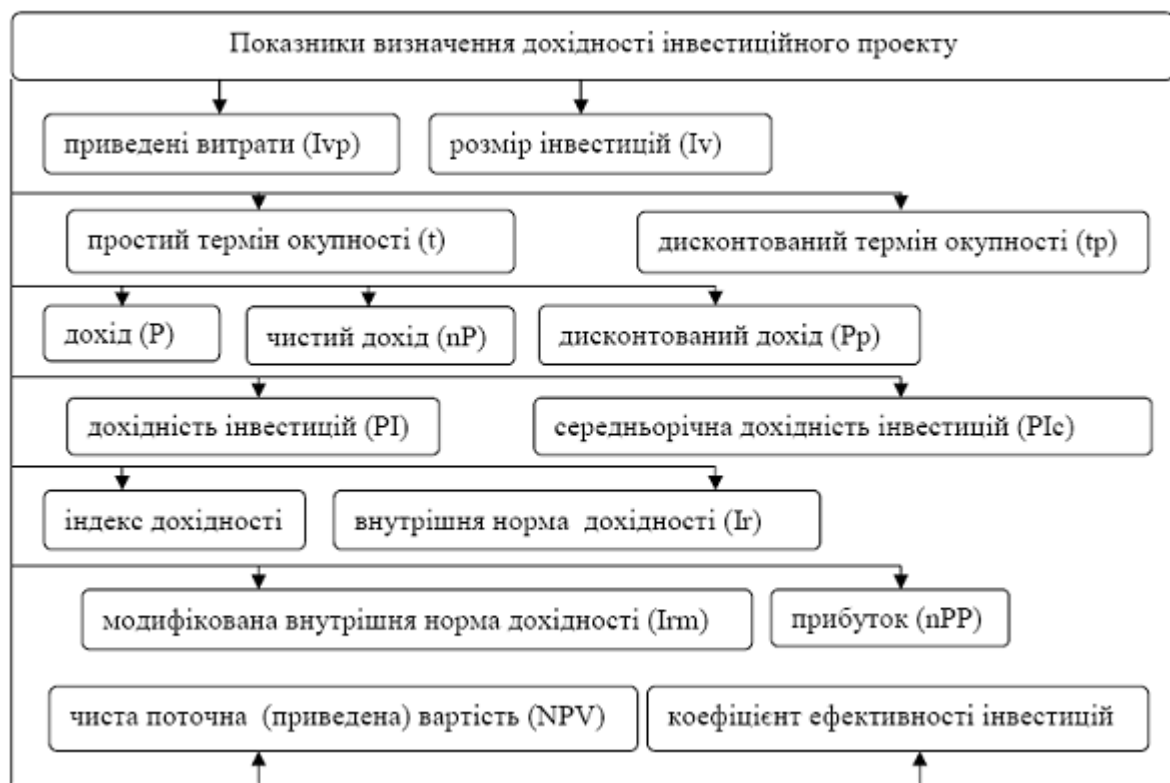 Показники визначення дохідності інвестиційного проекту
приведені витрати (Ivp)
розмір інвестицій (Iv)
простий термін окупності (t)
дисконтований термін окупності (tp)
дохід (P)
чистий дохід (nP)
дисконтований дохід (Pp)
дохідність інвестицій (PI)
середньорічна дохідність інвестицій (PIc)
індекс дохідності
внутрішня норма дохідності (Ir)
модифікована внутрішня норма дохідності (Irm)
прибуток (nPP)
чиста поточна (приведена) вартість (NPV)
коефіцієнт ефективності інвестицій